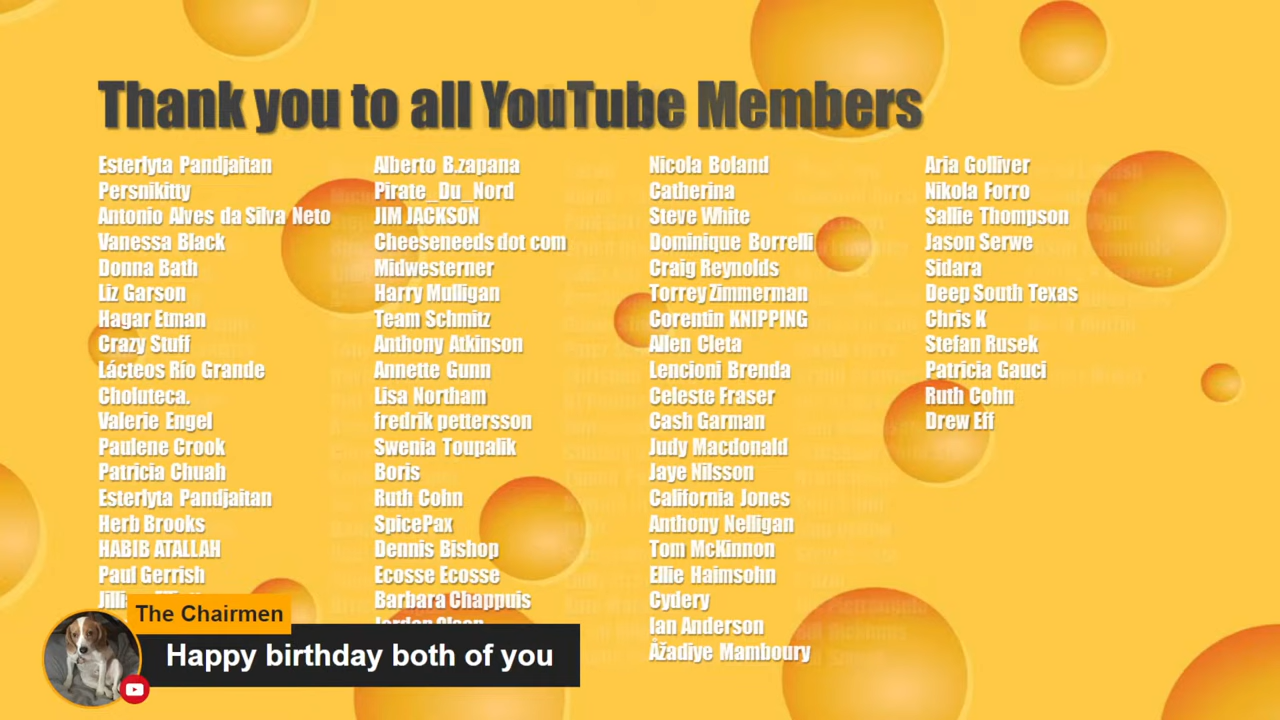 Thank you to all YouTube Members
Esterlyta Pandjaitan
Persnikitty
Antonio Alves da Silva Neto
Vanessa Black
Donna Bath
Liz Garson
Hagar Etman
Crazy Stuff
Lácteos Río Grande
Choluteca.
Valerie Engel
Paulene Crook
Patricia Chuah
Esterlyta Pandjaitan
Herb Brooks
HABIB ATALLAH
Paul Gerrish
Alberto B.zapana
Pirate_Du_Nord
JIM JACKSON
Cheeseneeds dot com
Midwesterner
Harry Mulligan
Team Schmitz
Anthony Atkinson
Annette Gunn
Lisa Northam
fredrik pettersson
Swenia Toupalik
Boris
Ruth Cohn
SpicePax
Dennis Bishop
Ecosse Ecosse
Barbara Chappuis
Nicola Boland
Catherina
Steve White
Dominique Borrelli
Craig Reynolds
Torrey Zimmerman
Corentin KNIPPING
Allen Cleta
Lencioni Brenda
Celeste Fraser
Cash Garman
Judy Macdonald
Jaye Nilsson
California Jones
Anthony Nelligan
Tom McKinnon
Ellie Haimsohn
Cydery
Ian Anderson
Åžadiye Mamboury
Aria Golliver
Nikola Forro
Sallie Thompson
Jason Serwe
Sidara
Deep South Texas
Chris K
Stefan Rusek
Patricia Gauci
Ruth Cohn
Drew Eff
The Chairmen
Happy birthday both of you